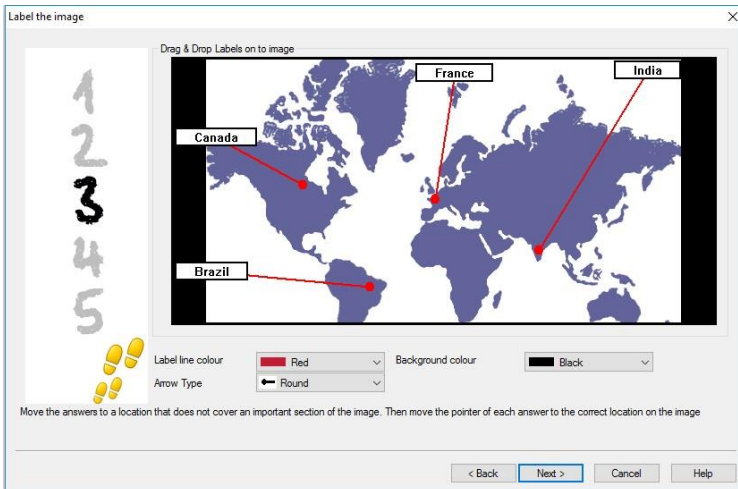 Label the image
1
2
3
4
5
Drag & Drop Labels on to image
France
India
Canada
Brazil
Label line colour
Red
Background colour
Black
Arrow Type
Round
Move the answers to a location that does not cover an important section of the image. Then move the pointer of each answer to the correct location on the image
< Back
Next >
Cancel
Help